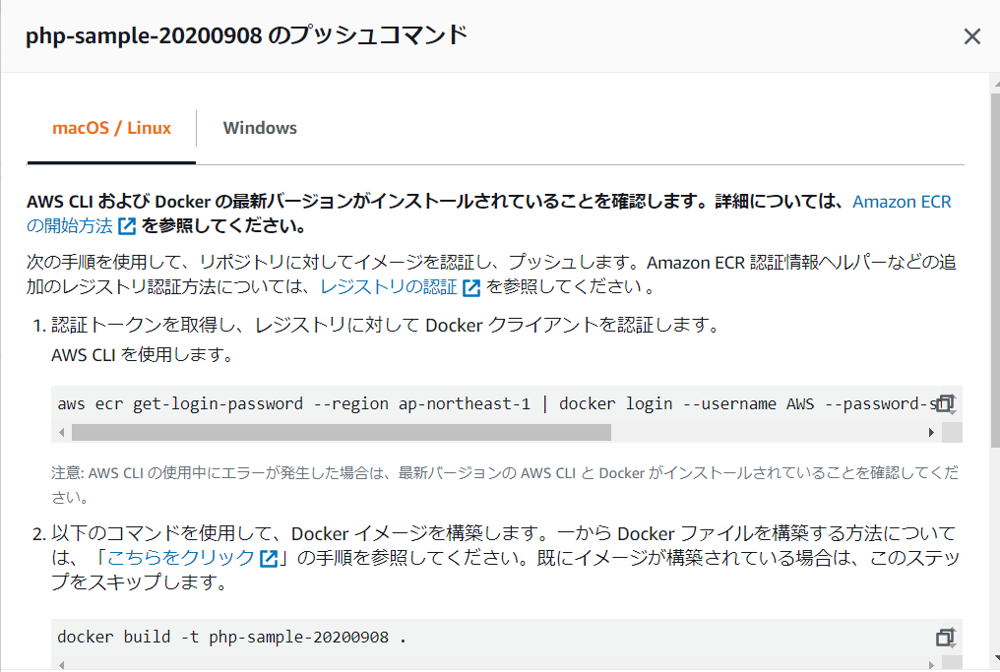 php-sample-20200908 のプッシュコマンド
macOS / Linux
Windows
AWS CLI および Docker の最新バージョンがインストールされていることを確認します。詳細については、Amazon ECR
の開始方法 を参照してください。
次の手順を使用して、リポジトリに対してイメージを認証し、プッシュします。Amazon ECR 認証情報ヘルパーなどの追
加のレジストリ認証方法については、レジストリの認証 を参照してください 。
1. 認証トークンを取得し、レジストリに対して Docker クライアントを認証します。
AWS CLI を使用します。
aws ecr get-login-password --region ap-northeast-1 | docker login --username AWS --password-s
注意: AWS CLI の使用中にエラーが発生した場合は、最新バージョンの AWS CLI と Docker がインストールされていることを確認してくだ
さい。
2. 以下のコマンドを使用して、Docker イメージを構築します。一から Docker ファイルを構築する方法について
は、「こちらをクリック 」の手順を参照してください。既にイメージが構築されている場合は、このステッ
プをスキップします。
docker build -t php-sample-20200908 .